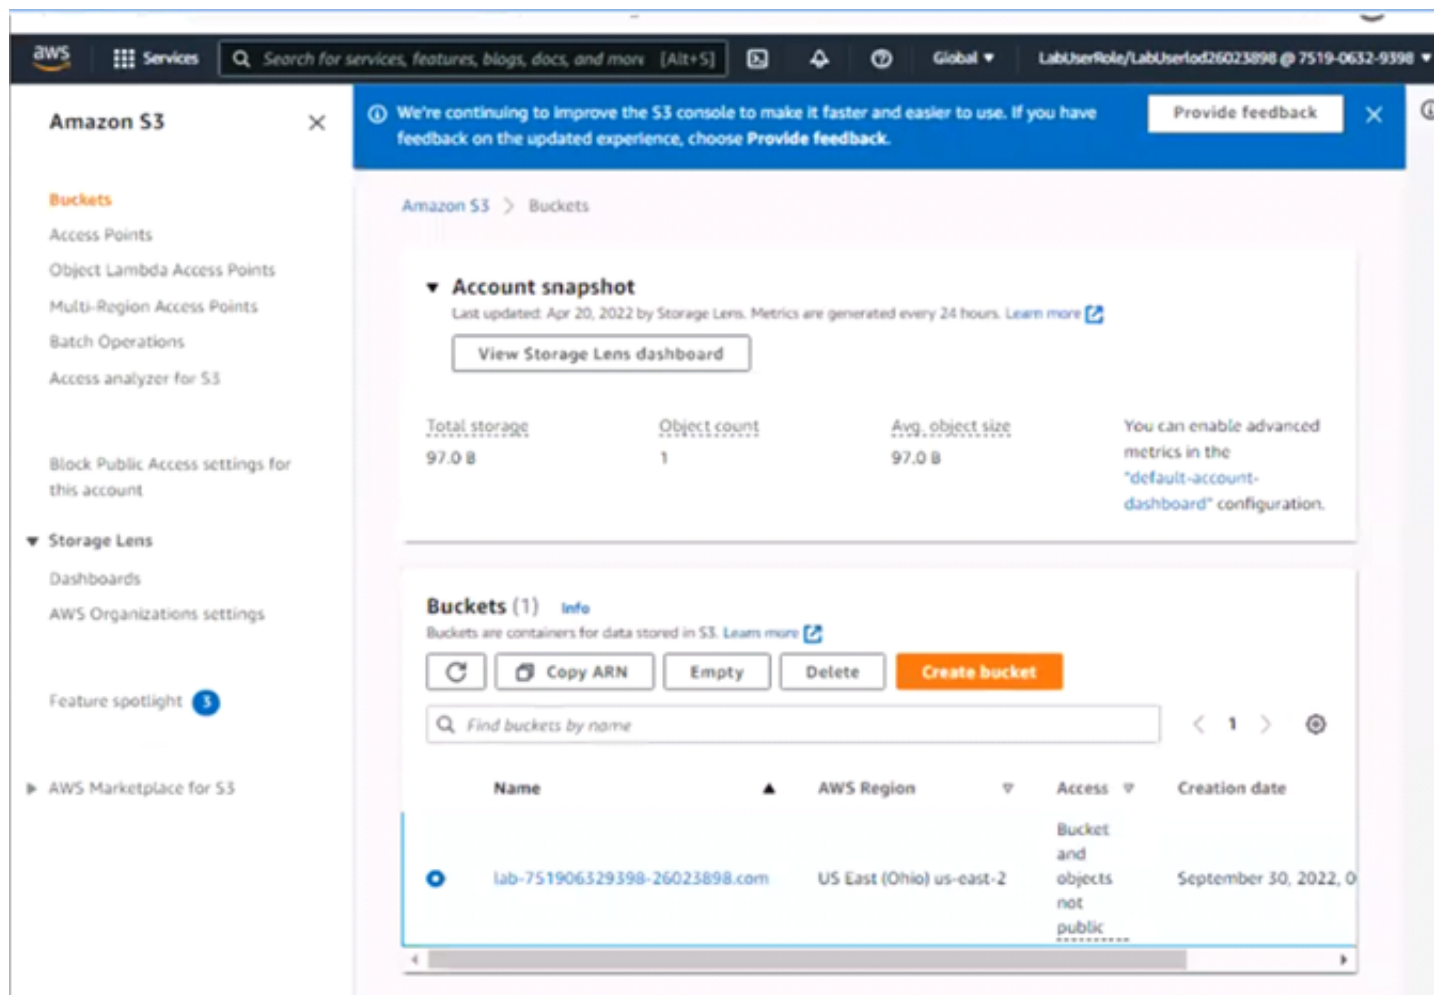 aws
Services
Search for services, features, blogs, docs, and more [Alt+S]
Global
LabUserRole/LabUserlod26023898 @ 7519-0632-9398
Amazon S3
Buckets
Access Points
Object Lambda Access Points
Multi-Region Access Points
Batch Operations
Access analyzer for S3
Block Public Access settings for
this account
Storage Lens
Dashboards
AWS Organizations settings
Feature spotlight 3
AWS Marketplace for S3
We're continuing to improve the S3 console to make it faster and easier to use. If you have
feedback on the updated experience, choose Provide feedback.
Provide feedback
Amazon S3 > Buckets
Account snapshot
Last updated: Apr 20, 2022 by Storage Lens. Metrics are generated every 24 hours. Learn more
View Storage Lens dashboard
Total storage
97.0 B
Object count
1
Avg. object size
97.0 B
You can enable advanced
metrics in the
"default-account-
dashboard" configuration.
Buckets (1) Info
Buckets are containers for data stored in S3. Learn more
Copy ARN
Empty
Delete
Create bucket
Find buckets by name
1
Name
AWS Region
Access
Creation date
lab-751906329398-26023898.com
US East (Ohio) us-east-2
Bucket
and
objects
not
public
September 30, 2022, 0